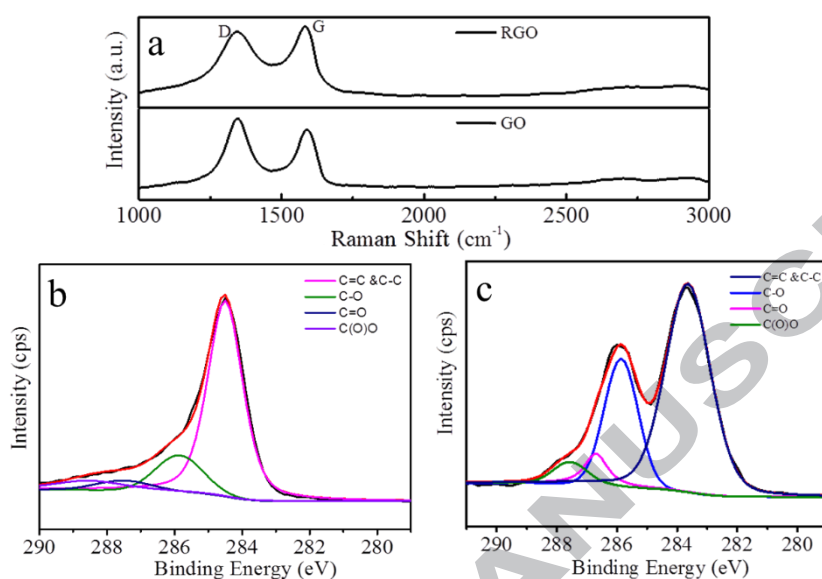 a
D
G
RGO
GO
Intensity (a.u.)
1000 1500 2000 2500 3000
Raman Shift (cm-1)
b
C=C &C-C
C-O
C=O
C(O)O
Intensity (cps)
290 288 286 284 282 280
Binding Energy (eV)
c
C=C &C-C
C-O
C=O
C(O)O
Intensity (cps)
290 288 286 284 282 280
Binding Energy (eV)
ANUSC